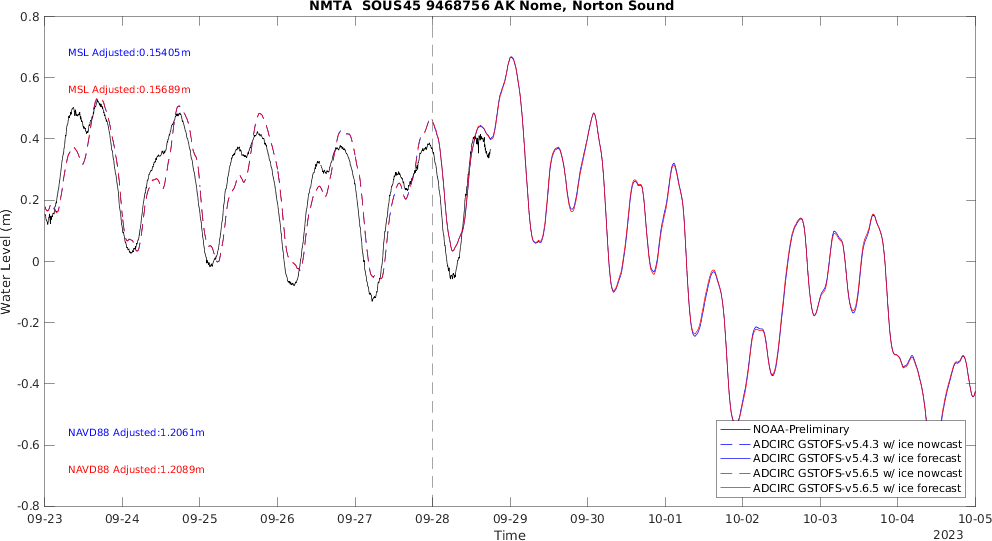 NMTA  SOUS45 9468756 AK Nome, Norton Sound
0.8
0.6
0.4
0.2
0
-0.2
-0.4
-0.6
-0.8
Water Level (m)
MSL Adjusted:0.15405m
MSL Adjusted:0.15689m
NAVD88 Adjusted:1.2061m
NAVD88 Adjusted:1.2089m
NOAA-Preliminary
ADCIRC GSTOFS-v5.4.3 w/ ice nowcast
ADCIRC GSTOFS-v5.4.3 w/ ice forecast
ADCIRC GSTOFS-v5.6.5 w/ ice nowcast
ADCIRC GSTOFS-v5.6.5 w/ ice forecast
09-23 09-24 09-25 09-26 09-27 09-28 09-29 09-30 10-01 10-02 10-03 10-04 10-05
Time
2023